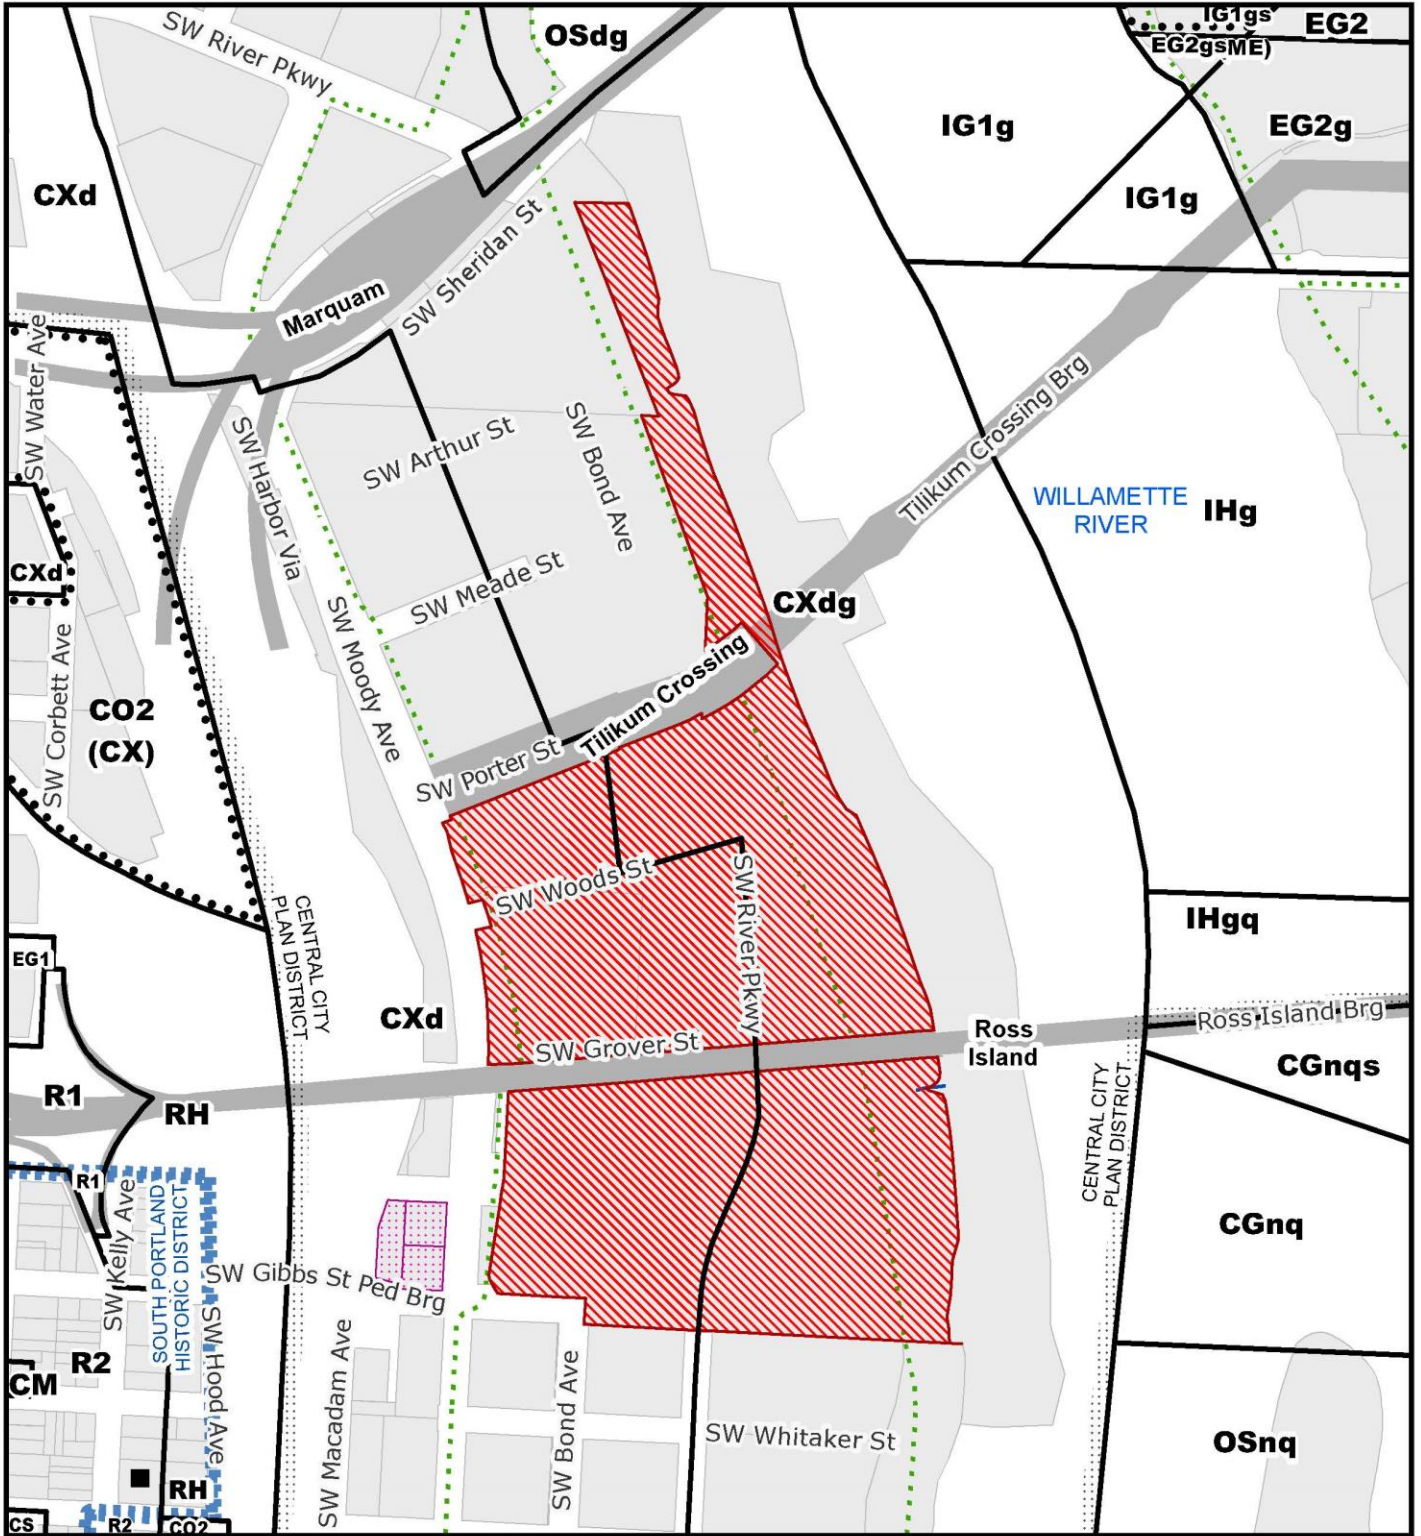 SW River Pkwy
OSdg
IG1gs
EG2
EG2gsME)
IG1g
EG2g
CXd
IG1g
Marquam
SW Sheridan St
SW Water Ave
SW Harbor Via
SW Arthur St
SW Bond Ave
Tilikum Crossing Brg
WILLAMETTE
RIVER
IHg
CXd
SW Meade St
CXdg
SW Corbett Ave
SW Moody Ave
CO2
(CX)
Tilikum Crossing
SW Porter St
SW Woods St
SW River Pkwy
IHgq
CENTRAL CITY
PLAN DISTRICT
EG1
CXd
SW Grover St
Ross
Island
Ross Island Brg
CGnqs
R1
RH
CENTRAL CITY
PLAN DISTRICT
R1
SW Kelly Ave
SOUTH PORTLAND
HISTORIC DISTRICT
SW Gibbs St Ped Brg
CGnq
SW Hood Ave
R2
CM
SW Macadam Ave
SW Bond Ave
SW Whitaker St
OSnq
RH
CS
R2
CO2